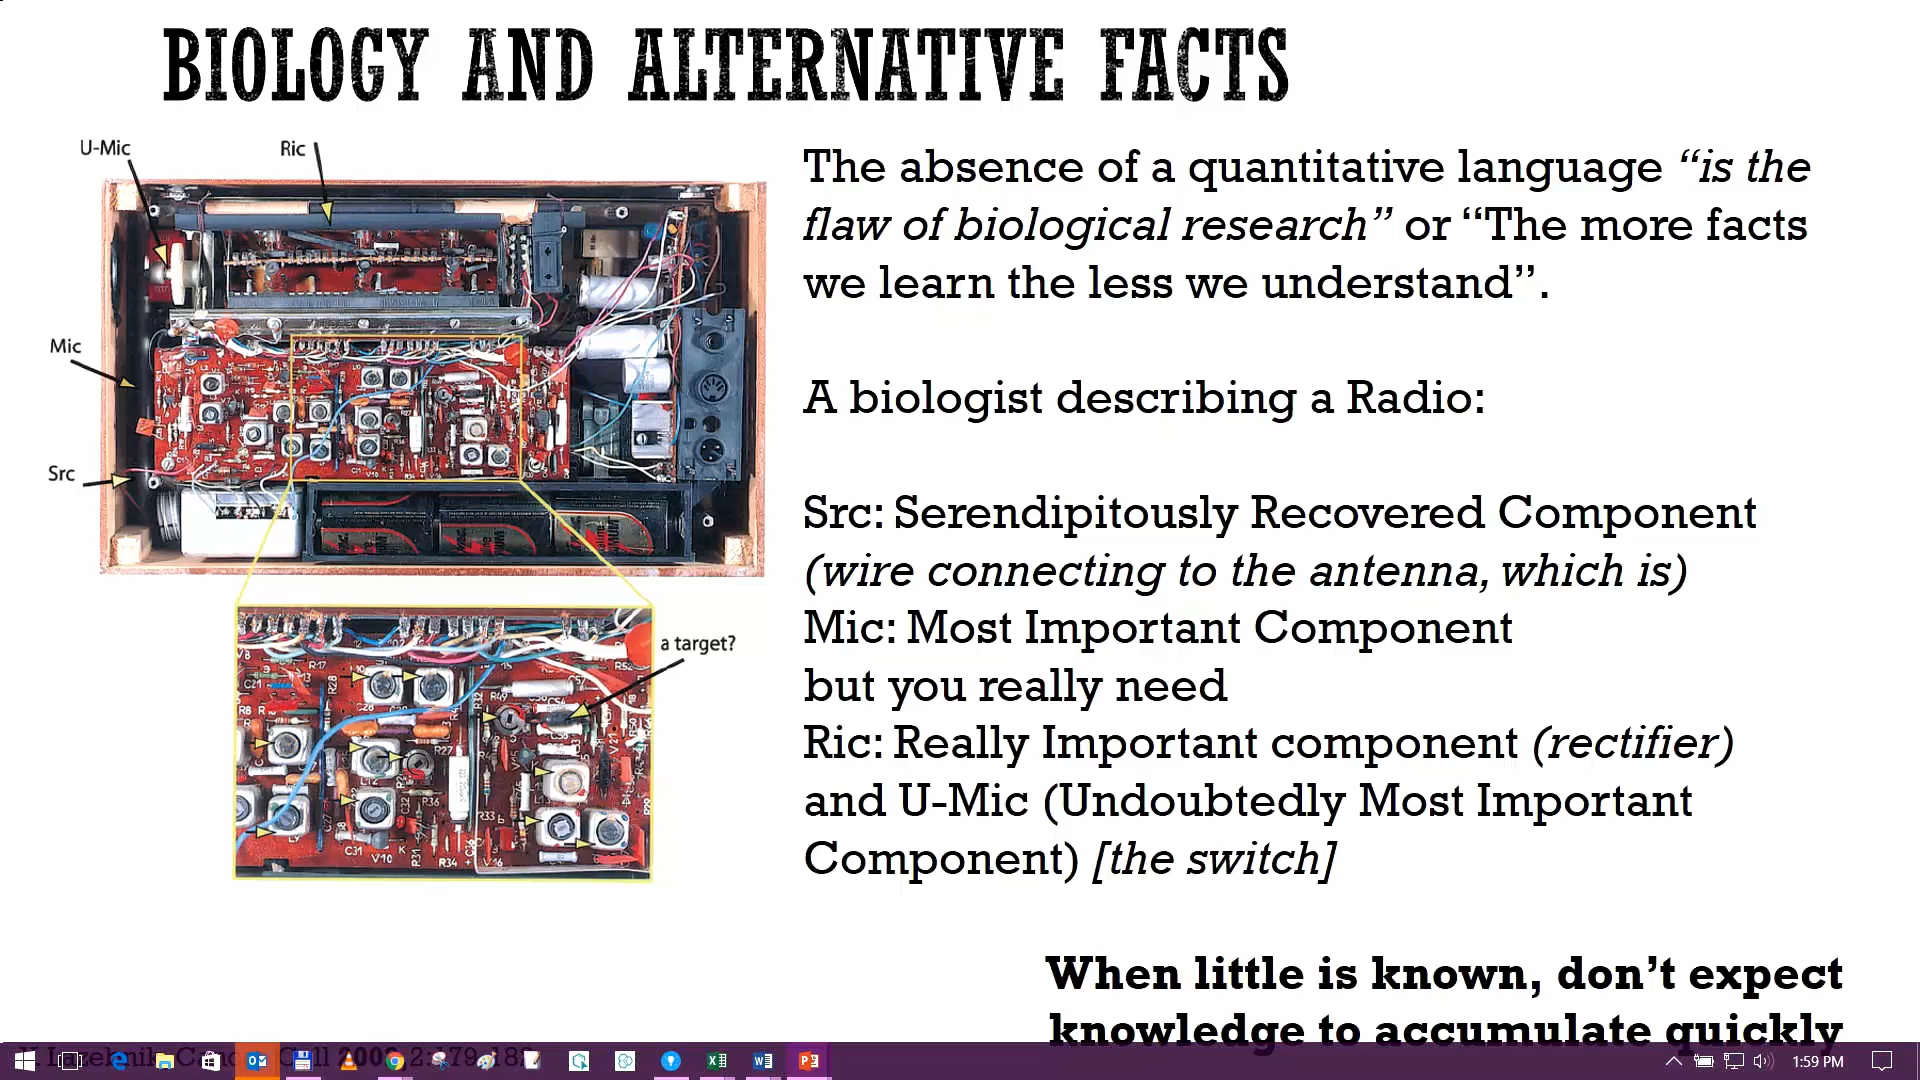 BIOLOGY AND ALTERNATIVE FACTS
U-Mic
Ric
Mic
Src
a target?
The absence of a quantitative language “is the
flaw of biological research” or “The more facts
we learn the less we understand”.
A biologist describing a Radio:
Src: Serendipitously Recovered Component
(wire connecting to the antenna, which is)
Mic: Most Important Component
but you really need
Ric: Really Important component (rectifier)
and U-Mic (Undoubtedly Most Important
Component) [the switch]
When little is known, don’t expect
knowledge to accumulate quickly
1:59 PM